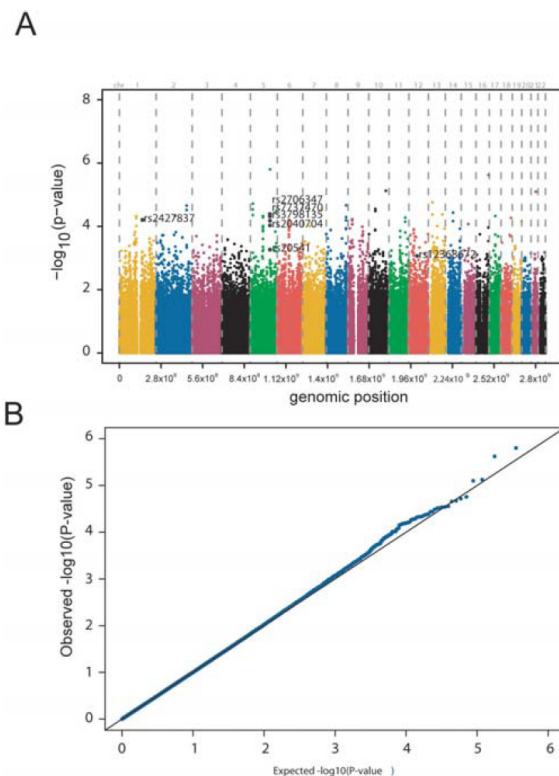 A
chr 1 2 3 4 5 6 7 8 9 10 11 12 13 14 15 16 17 18 19 20 21 22
8
6
rs2706347
rs7737470
rs2427837 rs3798135
4
rs2040704
rs20541 rs12368672
2
0
−log10(p−value)
0 2.8x10⁸ 5.6x10⁸ 8.4x10⁸ 1.12x10⁹ 1.4x10⁹ 1.68x10⁹ 1.96x10⁹ 2.24x10⁹ 2.52x10⁹ 2.8x10⁹
genomic position
B
6
5
4
3
2
1
0
Observed -log10(P-value)
0 1 2 3 4 5 6
Expected -log10(P-value )